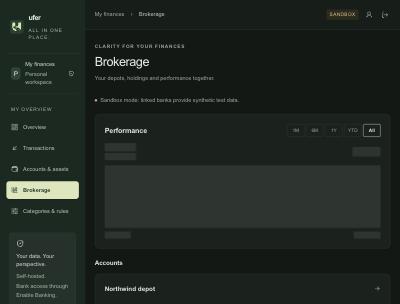 ufer
ALL IN ONE
PLACE.
P
My finances
Personal
workspace
MY OVERVIEW
Overview
Transactions
Accounts & assets
Brokerage
Categories & rules
Your data. Your
perspective.
Self-hosted.
Bank access through
Enable Banking.
My finances › Brokerage
SANDBOX
CLARITY FOR YOUR FINANCES
Brokerage
Your depots, holdings and performance together.
Sandbox mode: linked banks provide synthetic test data.
Performance
1M 6M 1Y YTD All
Accounts
Northwind depot